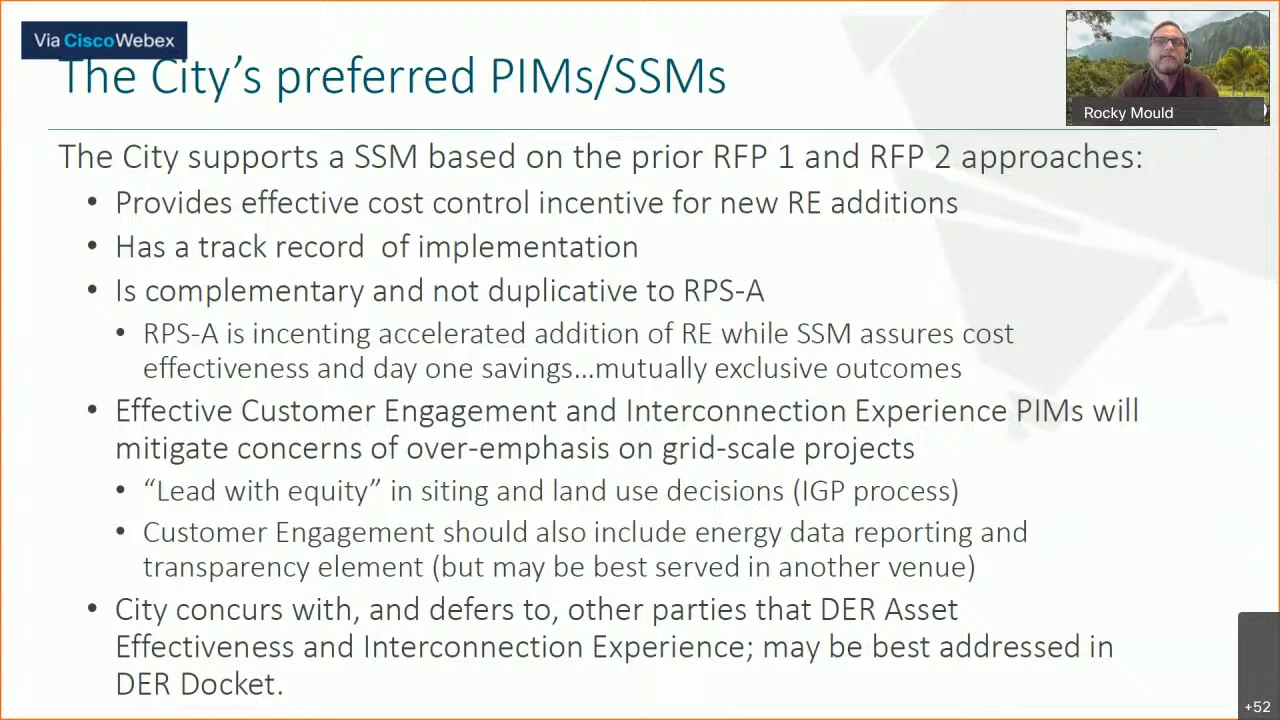 Via CiscoWebex
The City's preferred PIMs/SSMs
Rocky Mould
The City supports a SSM based on the prior RFP 1 and RFP 2 approaches:
• Provides effective cost control incentive for new RE additions
• Has a track record  of implementation
• Is complementary and not duplicative to RPS-A
• RPS-A is incenting accelerated addition of RE while SSM assures cost
effectiveness and day one savings...mutually exclusive outcomes
• Effective Customer Engagement and Interconnection Experience PIMs will
mitigate concerns of over-emphasis on grid-scale projects
• “Lead with equity” in siting and land use decisions (IGP process)
• Customer Engagement should also include energy data reporting and
transparency element (but may be best served in another venue)
• City concurs with, and defers to, other parties that DER Asset
Effectiveness and Interconnection Experience; may be best addressed in
DER Docket.
+52